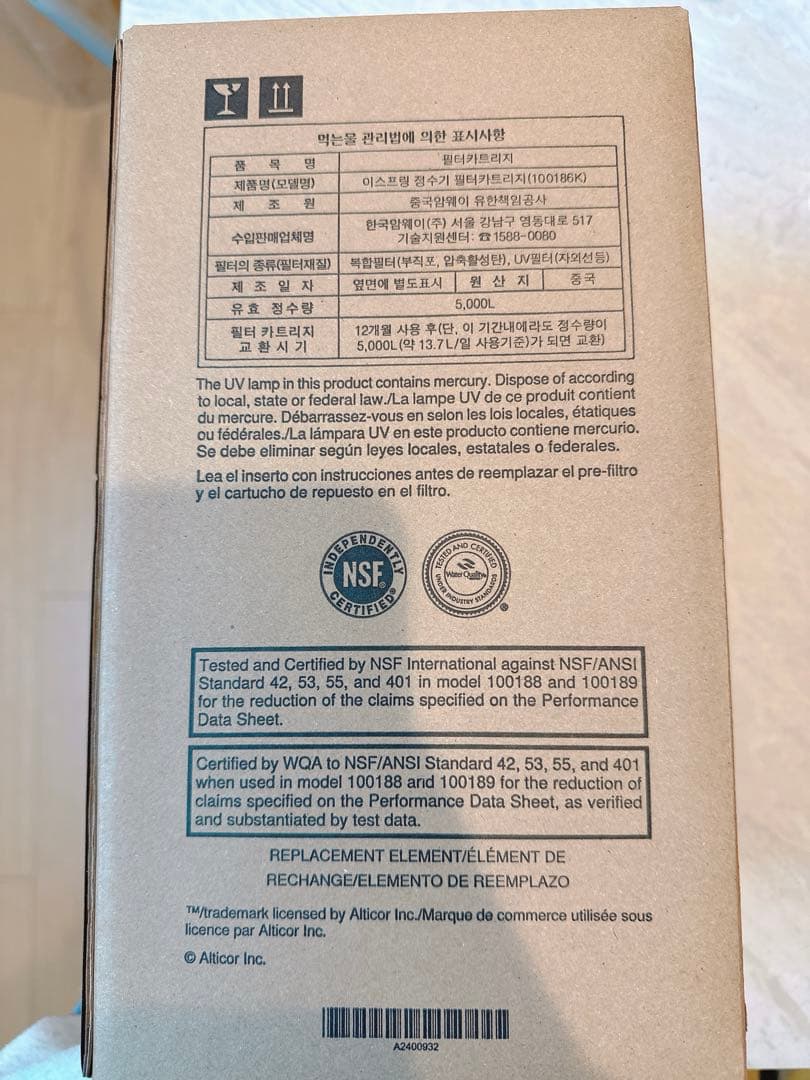 먹는물 관리법에 의한 표시사항
품 목 명 필터카트리지
제품명(모델명) 이스프링 정수기 필터카트리지(100186K)
제 조 원 중국암웨이 유한책임공사
수입판매업체명 한국암웨이(주) 서울 강남구 영동대로 517
기술지원센터: ☎1588-0080
필터의 종류(필터재질) 복합필터(부직포, 압축활성탄), UV필터(자외선등)
제 조 일 자 옆면에 별도표시 원 산 지 중국
유효 정수량 5,000L
필터 카트리지 12개월 사용 후(단, 이 기간내에라도 정수량이
교 환 시 기 5,000L(약 13.7L/일 사용기준)가 되면 교환)
The UV lamp in this product contains mercury. Dispose of according
to local, state or federal law./La lampe UV de ce produit contient
du mercure. Débarrassez-vous en selon les lois locales, étatiques
ou fédérales./La lámpara UV en este producto contiene mercurio.
Se debe eliminar según leyes locales, estatales o federales.
Lea el inserto con instrucciones antes de reemplazar el pre-filtro
y el cartucho de repuesto en el filtro.
INDEPENDENTLY
NSF®
CERTIFIED®
TESTED AND CERTIFIED
Water Quality
UNDER INDUSTRY STANDARDS
®
Tested and Certified by NSF International against NSF/ANSI
Standard 42, 53, 55, and 401 in model 100188 and 100189
for the reduction of the claims specified on the Performance
Data Sheet.
Certified by WQA to NSF/ANSI Standard 42, 53, 55, and 401
when used in model 100188 and 100189 for the reduction of
claims specified on the Performance Data Sheet, as verified
and substantiated by test data.
REPLACEMENT ELEMENT/ÉLÉMENT DE
RECHANGE/ELEMENTO DE REEMPLAZO
™/trademark licensed by Alticor Inc./Marque de commerce utilisée sous
licence par Alticor Inc.
© Alticor Inc.
A2400932